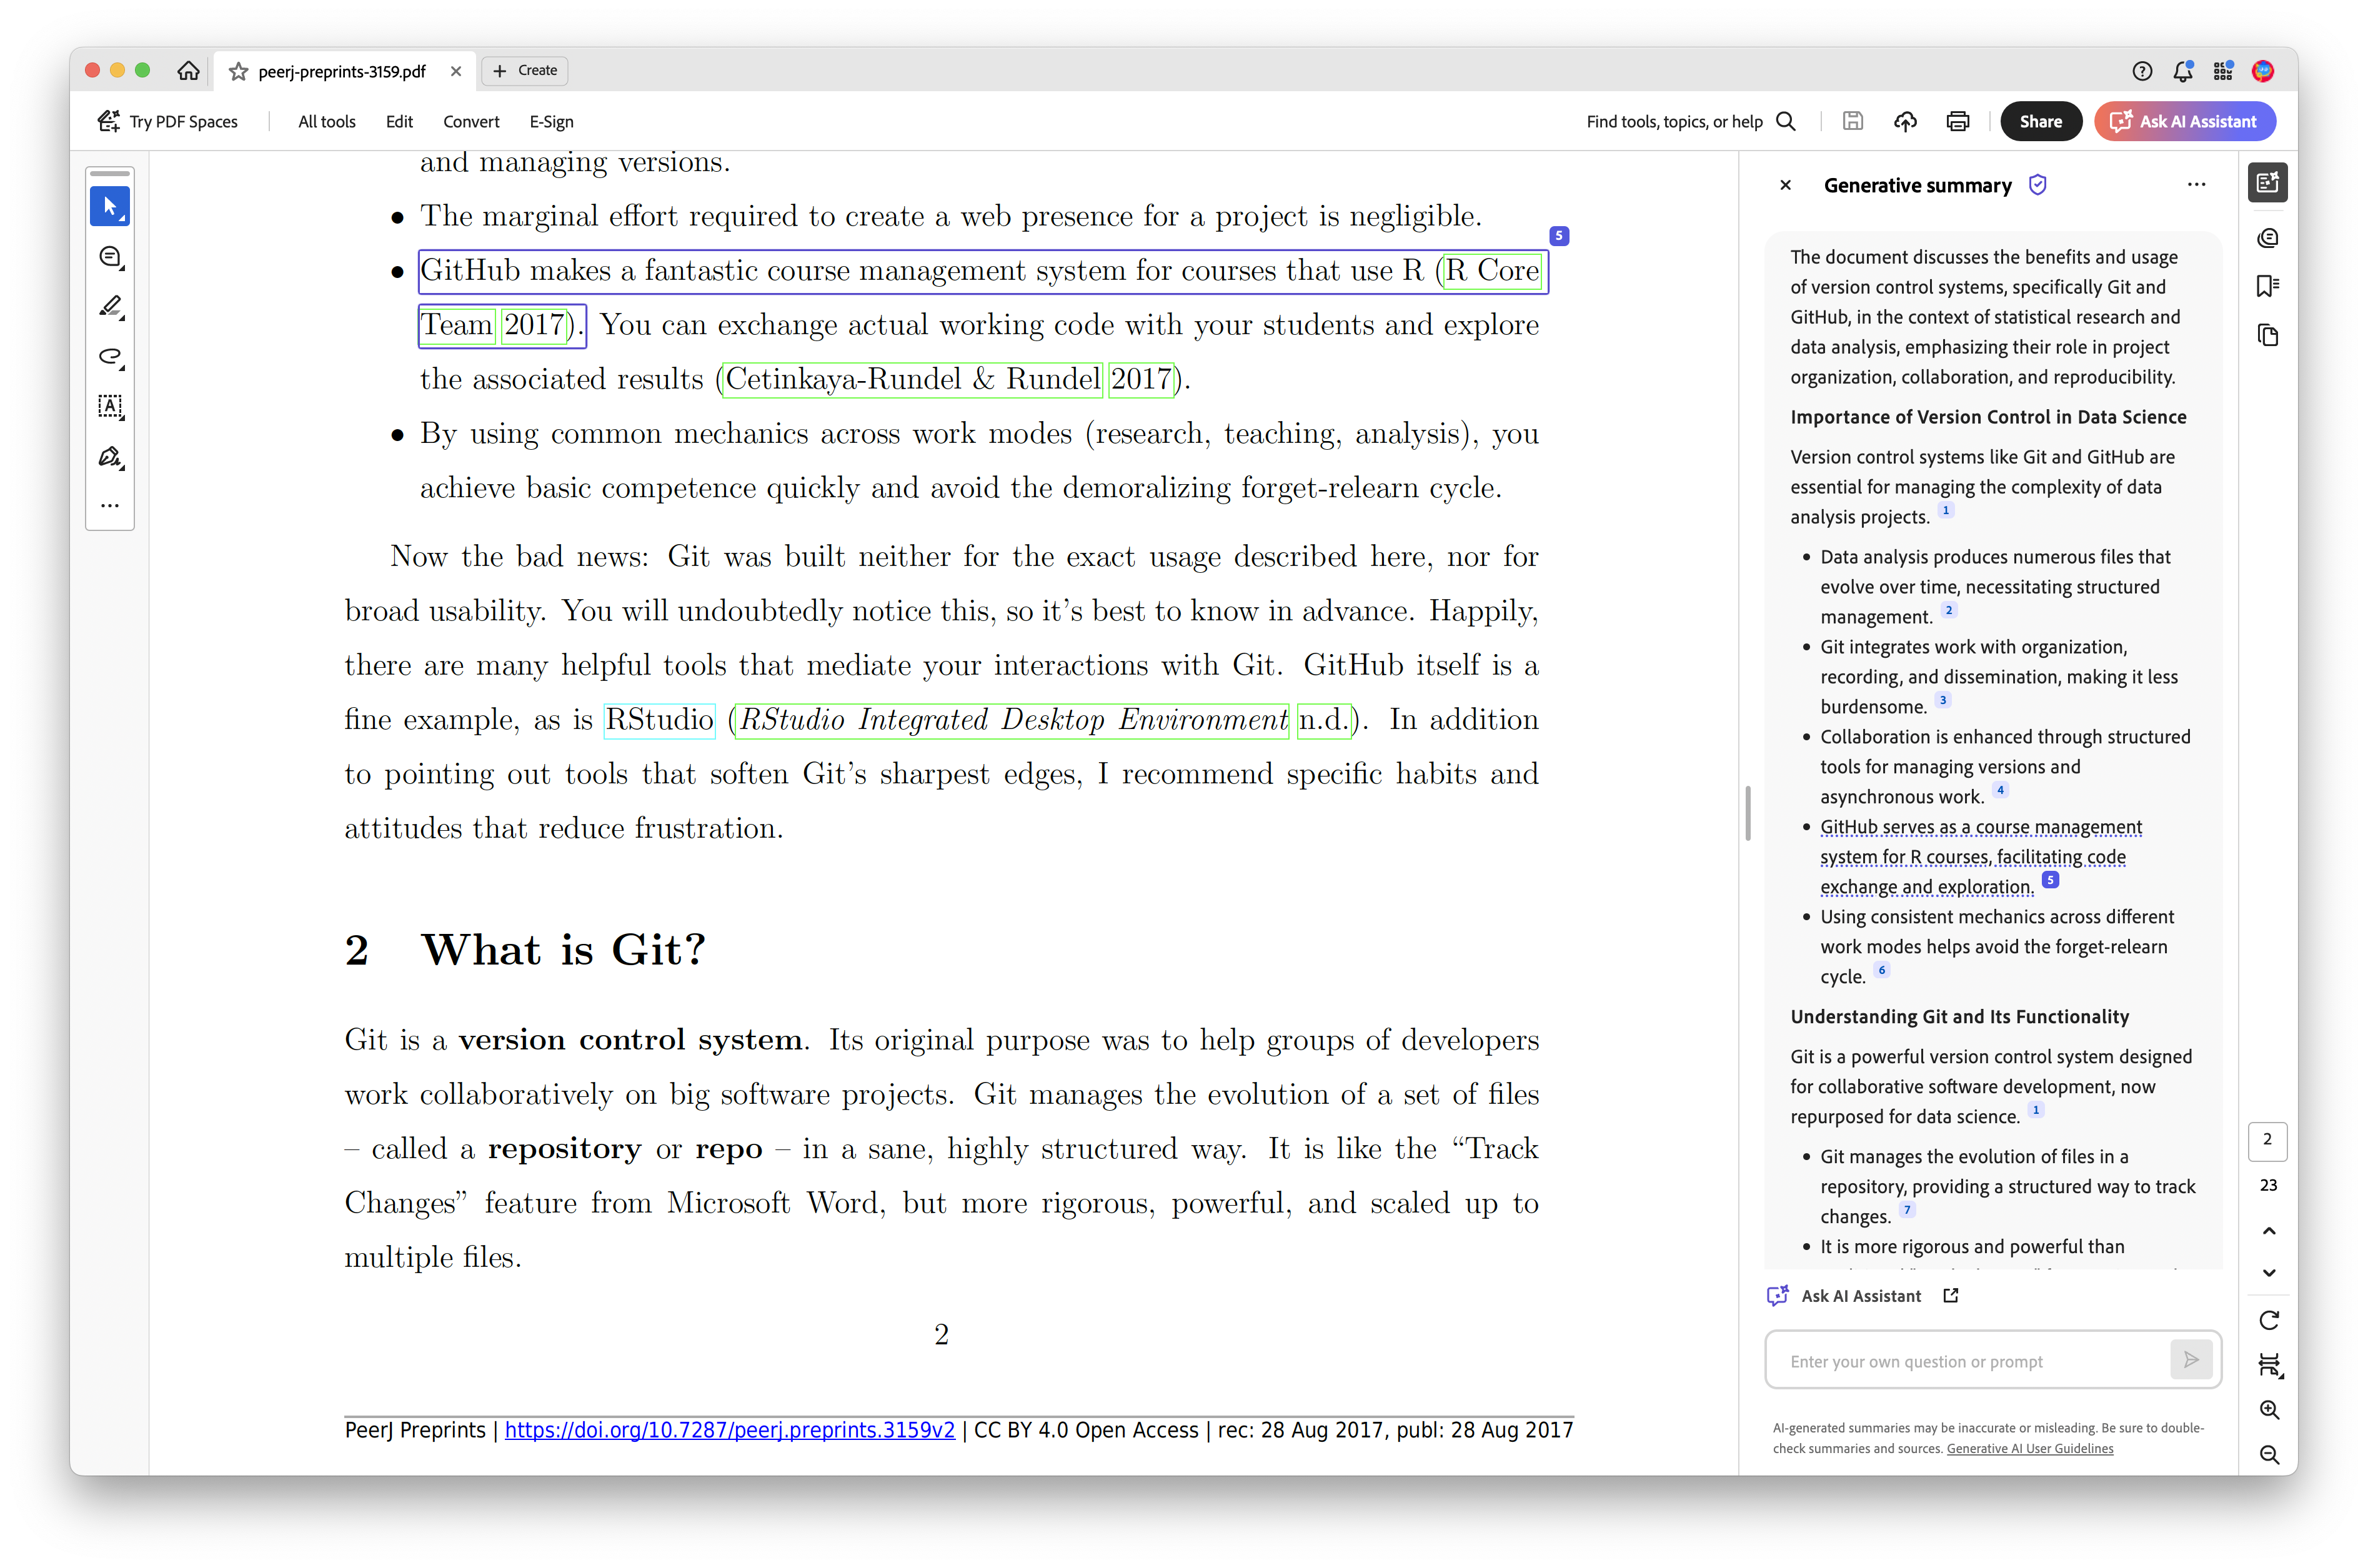 peerj-preprints-3159.pdf
Create
Try PDF Spaces
All tools
Edit
Convert
E-Sign
Find tools, topics, or help
Share
Ask AI Assistant
and managing versions.
• The marginal effort required to create a web presence for a project is negligible.
5
• GitHub makes a fantastic course management system for courses that use R (R Core
Team 2017). You can exchange actual working code with your students and explore
the associated results (Cetinkaya-Rundel & Rundel 2017).
• By using common mechanics across work modes (research, teaching, analysis), you
achieve basic competence quickly and avoid the demoralizing forget-relearn cycle.
Now the bad news: Git was built neither for the exact usage described here, nor for
broad usability. You will undoubtedly notice this, so it's best to know in advance. Happily,
there are many helpful tools that mediate your interactions with Git. GitHub itself is a
fine example, as is RStudio (RStudio Integrated Desktop Environment n.d.). In addition
to pointing out tools that soften Git's sharpest edges, I recommend specific habits and
attitudes that reduce frustration.
2 What is Git?
Git is a version control system. Its original purpose was to help groups of developers
work collaboratively on big software projects. Git manages the evolution of a set of files
– called a repository or repo – in a sane, highly structured way. It is like the “Track
Changes” feature from Microsoft Word, but more rigorous, powerful, and scaled up to
multiple files.
2
PeerJ Preprints | https://doi.org/10.7287/peerj.preprints.3159v2 | CC BY 4.0 Open Access | rec: 28 Aug 2017, publ: 28 Aug 2017
Generative summary
The document discusses the benefits and usage
of version control systems, specifically Git and
GitHub, in the context of statistical research and
data analysis, emphasizing their role in project
organization, collaboration, and reproducibility.
Importance of Version Control in Data Science
Version control systems like Git and GitHub are
essential for managing the complexity of data
analysis projects. 1
• Data analysis produces numerous files that
evolve over time, necessitating structured
management. 2
• Git integrates work with organization,
recording, and dissemination, making it less
burdensome. 3
• Collaboration is enhanced through structured
tools for managing versions and
asynchronous work. 4
• GitHub serves as a course management
system for R courses, facilitating code
exchange and exploration. 5
• Using consistent mechanics across different
work modes helps avoid the forget-relearn
cycle. 6
Understanding Git and Its Functionality
Git is a powerful version control system designed
for collaborative software development, now
repurposed for data science. 1
• Git manages the evolution of files in a
repository, providing a structured way to track
changes. 7
• It is more rigorous and powerful than
Ask AI Assistant
Enter your own question or prompt
AI-generated summaries may be inaccurate or misleading. Be sure to double-
check summaries and sources. Generative AI User Guidelines
2
23